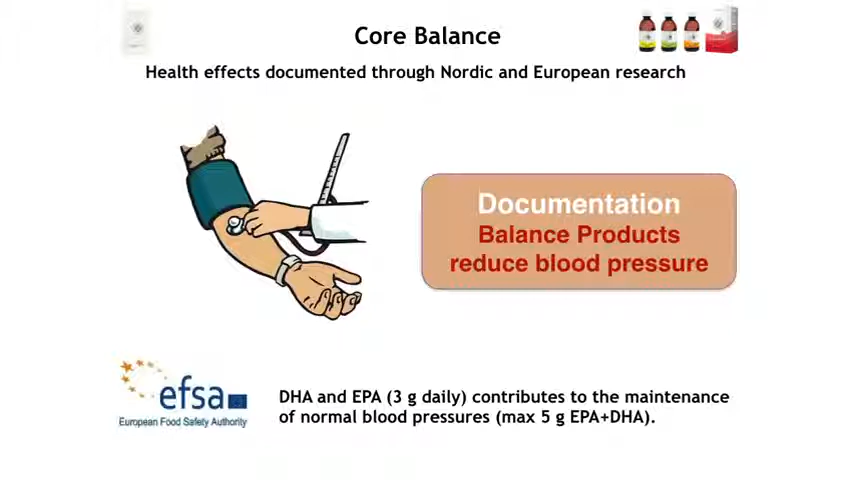 Core Balance
Health effects documented through Nordic and European research
Documentation
Balance Products
reduce blood pressure
efsa
European Food Safety Authority
DHA and EPA (3 g daily) contributes to the maintenance
of normal blood pressures (max 5 g EPA+DHA).